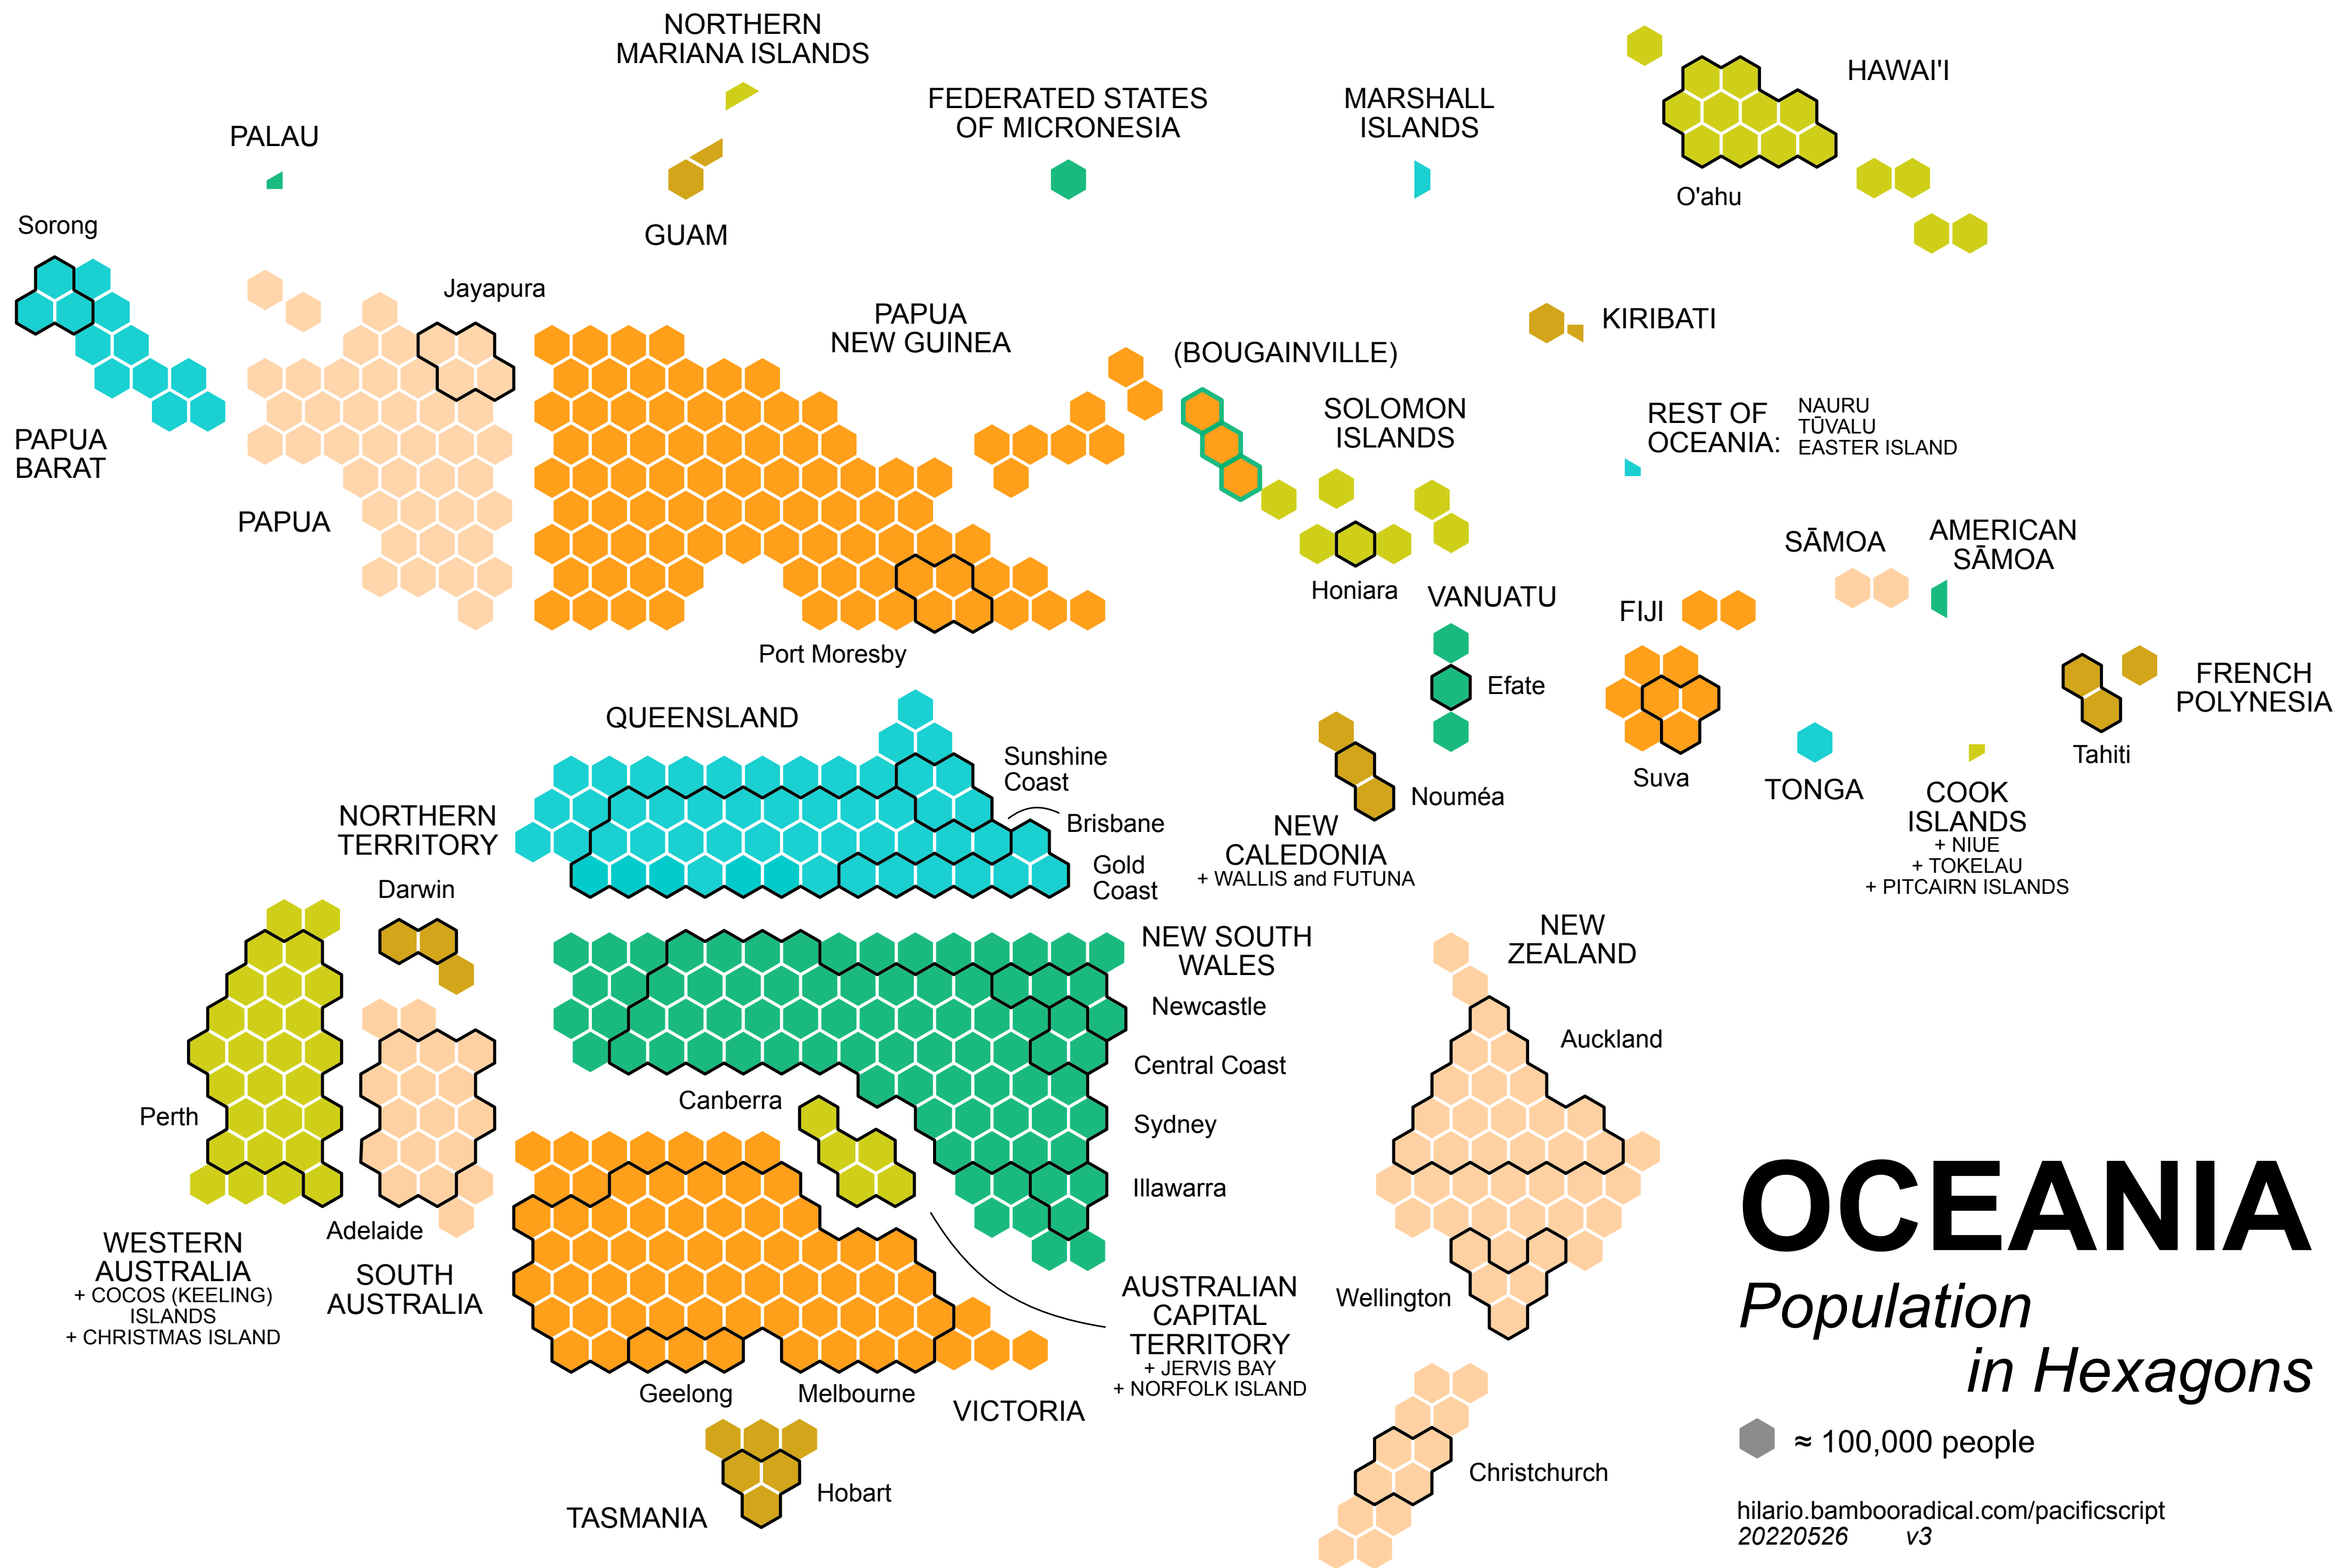 NORTHERN
MARIANA ISLANDS
HAWAI'I
FEDERATED STATES
OF MICRONESIA
MARSHALL
ISLANDS
PALAU
O'ahu
Sorong
GUAM
Jayapura
PAPUA
NEW GUINEA
KIRIBATI
(BOUGAINVILLE)
SOLOMON
ISLANDS
REST OF
OCEANIA:
NAURU
TŪVALU
EASTER ISLAND
PAPUA
BARAT
PAPUA
SĀMOA
AMERICAN
SĀMOA
Honiara
VANUATU
FIJI
Port Moresby
Efate
FRENCH
POLYNESIA
QUEENSLAND
Sunshine
Coast
Suva
Tahiti
TONGA
Nouméa
COOK
ISLANDS
+ NIUE
+ TOKELAU
+ PITCAIRN ISLANDS
NORTHERN
TERRITORY
Brisbane
NEW
CALEDONIA
+ WALLIS and FUTUNA
Gold
Coast
Darwin
NEW SOUTH
WALES
NEW
ZEALAND
Newcastle
Auckland
Central Coast
Canberra
Perth
Sydney
Illawarra
Adelaide
WESTERN
AUSTRALIA
+ COCOS (KEELING)
ISLANDS
+ CHRISTMAS ISLAND
SOUTH
AUSTRALIA
AUSTRALIAN
CAPITAL
TERRITORY
+ JERVIS BAY
+ NORFOLK ISLAND
Wellington
Geelong
Melbourne
VICTORIA
Christchurch
Hobart
TASMANIA
OCEANIA
Population
in Hexagons
≈ 100,000 people
hilario.bambooradical.com/pacificscript
20220526 v3